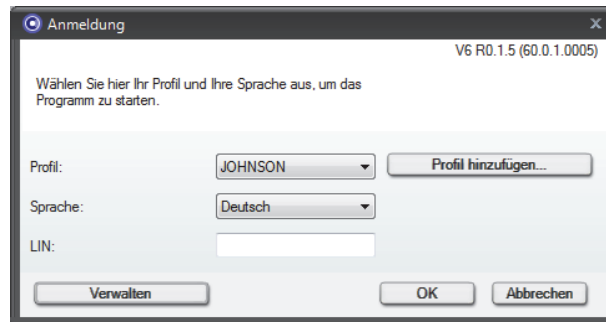 Anmeldung x
V6 R0.1.5 (60.0.1.0005)
Wählen Sie hier Ihr Profil und Ihre Sprache aus, um das
Programm zu starten.
Profil: JOHNSON Profil hinzufügen...
Sprache: Deutsch
LIN:
Verwalten OK Abbrechen